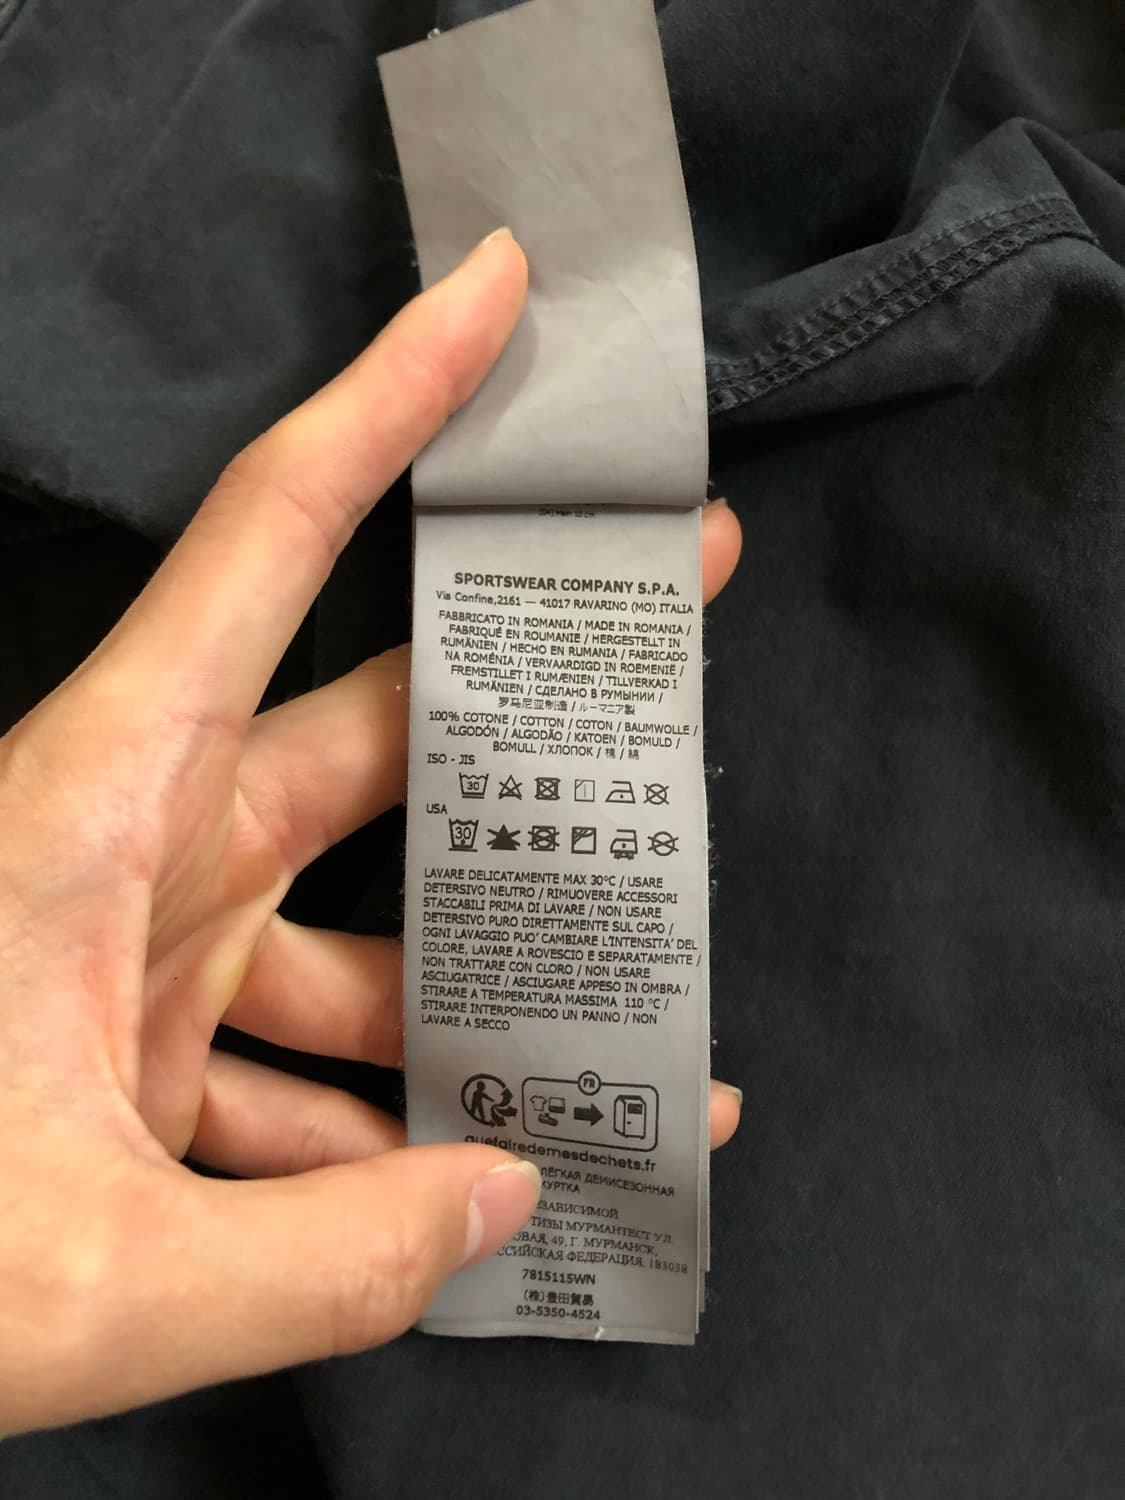 SPORTSWEAR COMPANY S.P.A.
Via Confine,2161 — 41017 RAVARINO (MO) ITALIA
FABBRICATO IN ROMANIA / MADE IN ROMANIA /
FABRIQUÉ EN ROUMANIE / HERGESTELLT IN
RUMÄNIEN / HECHO EN RUMANIA / FABRICADO
NA ROMÉNIA / VERVAARDIGD IN ROEMENIË /
FREMSTILLET I RUMÆNIEN / TILLVERKAD I
RUMÄNIEN / СДЕЛАНО В РУМЫНИИ /
罗马尼亚制造 / ルーマニア製
100% COTONE / COTTON / COTON / BAUMWOLLE /
ALGODÓN / ALGODÃO / KATOEN / BOMULD /
BOMULL / ХЛОПОК / 棉 / 綿
ISO - JIS
30
USA
30
LAVARE DELICATAMENTE MAX 30°C / USARE
DETERSIVO NEUTRO / RIMUOVERE ACCESSORI
STACCABILI PRIMA DI LAVARE / NON USARE
DETERSIVO PURO DIRETTAMENTE SUL CAPO /
OGNI LAVAGGIO PUO' CAMBIARE L'INTENSITA' DEL
COLORE, LAVARE A ROVESCIO E SEPARATAMENTE /
NON TRATTARE CON CLORO / NON USARE
ASCIUGATRICE / ASCIUGARE APPESO IN OMBRA /
STIRARE A TEMPERATURA MASSIMA 110 °C /
STIRARE INTERPONENDO UN PANNO / NON
LAVARE A SECCO
FR
quefairedemesdechets.fr
ЛЁГКАЯ ДЕМИСЕЗОННАЯ
КУРТКА
ЕЗАВИСИМОЙ
ТИЗЫ МУРМАНТЕСТ УЛ.
ОВАЯ, 49, Г. МУРМАНСК,
ССИЙСКАЯ ФЕДЕРАЦИЯ, 183038
7815115WN
(株)豊田貿易
03-5350-4524